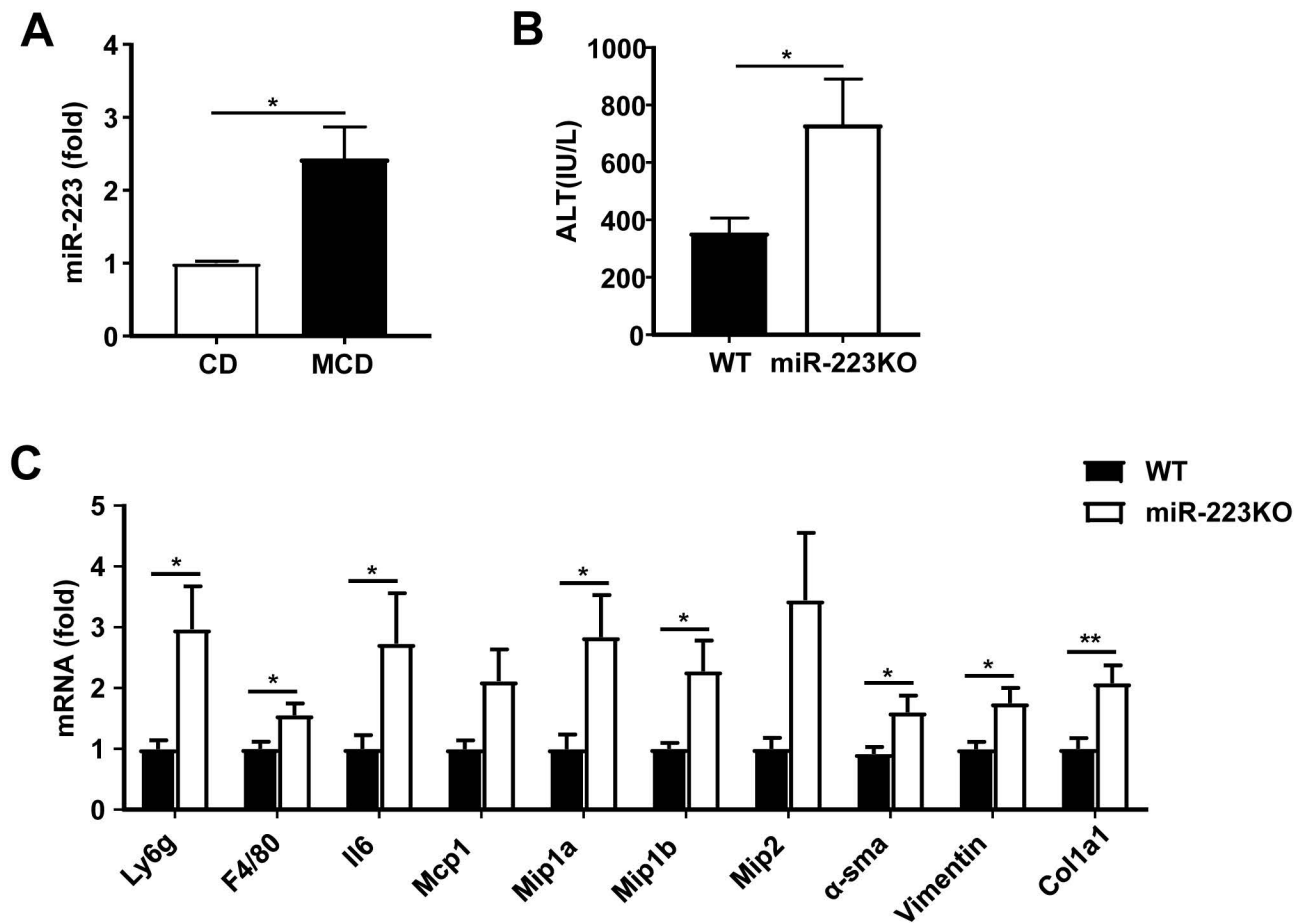 A
miR-223 (fold)
4
3
2
1
0
*
CD MCD
B
ALT(IU/L)
1000
800
600
400
200
0
*
WT miR-223KO
C
WT
miR-223KO
mRNA (fold)
5
4
3
2
1
0
* * * * * * * **
Ly6g F4/80 Il6 Mcp1 Mip1a Mip1b Mip2 α-sma Vimentin Col1a1